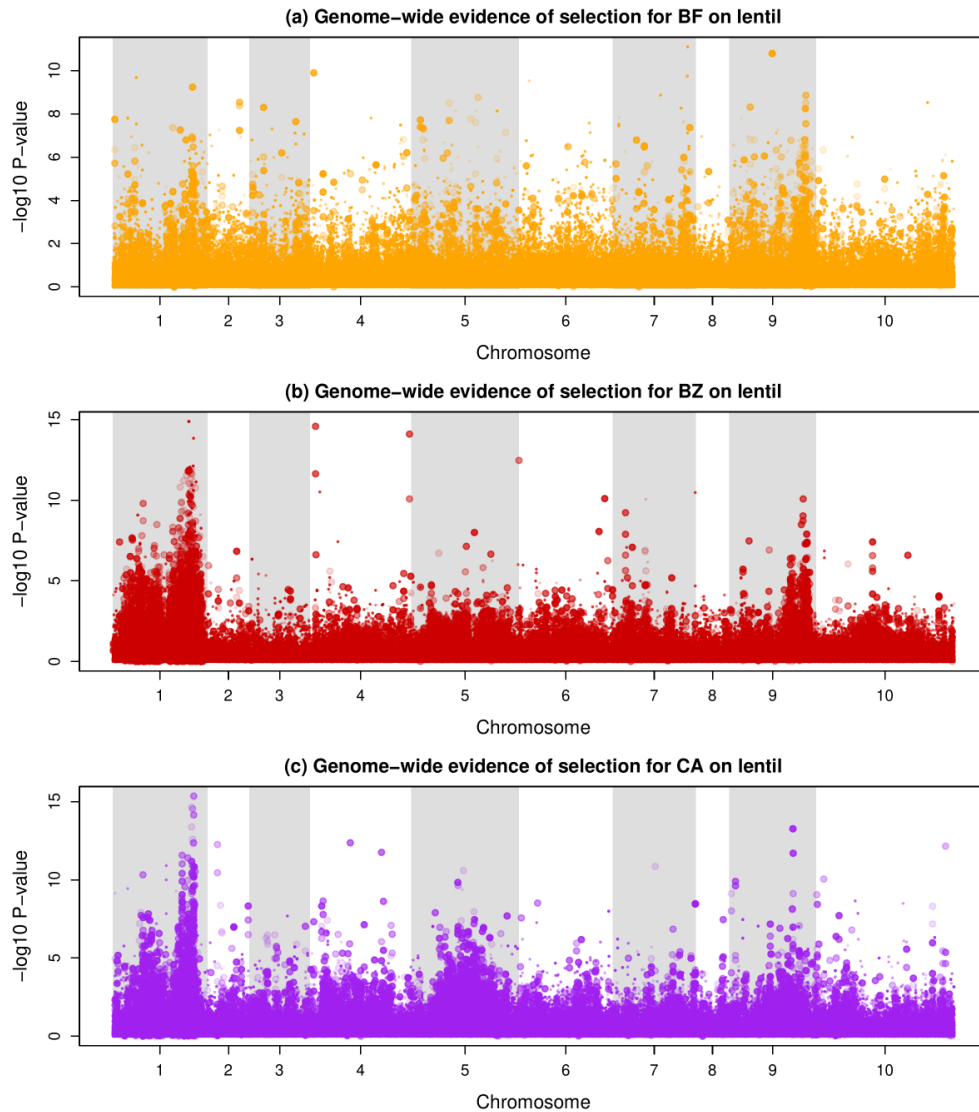 (a) Genome−wide evidence of selection for BF on lentil
−log10 P−value
10
8
6
4
2
0
1 2 3 4 5 6 7 8 9 10
Chromosome
(b) Genome−wide evidence of selection for BZ on lentil
−log10 P−value
15
10
5
0
1 2 3 4 5 6 7 8 9 10
Chromosome
(c) Genome−wide evidence of selection for CA on lentil
−log10 P−value
15
10
5
0
1 2 3 4 5 6 7 8 9 10
Chromosome